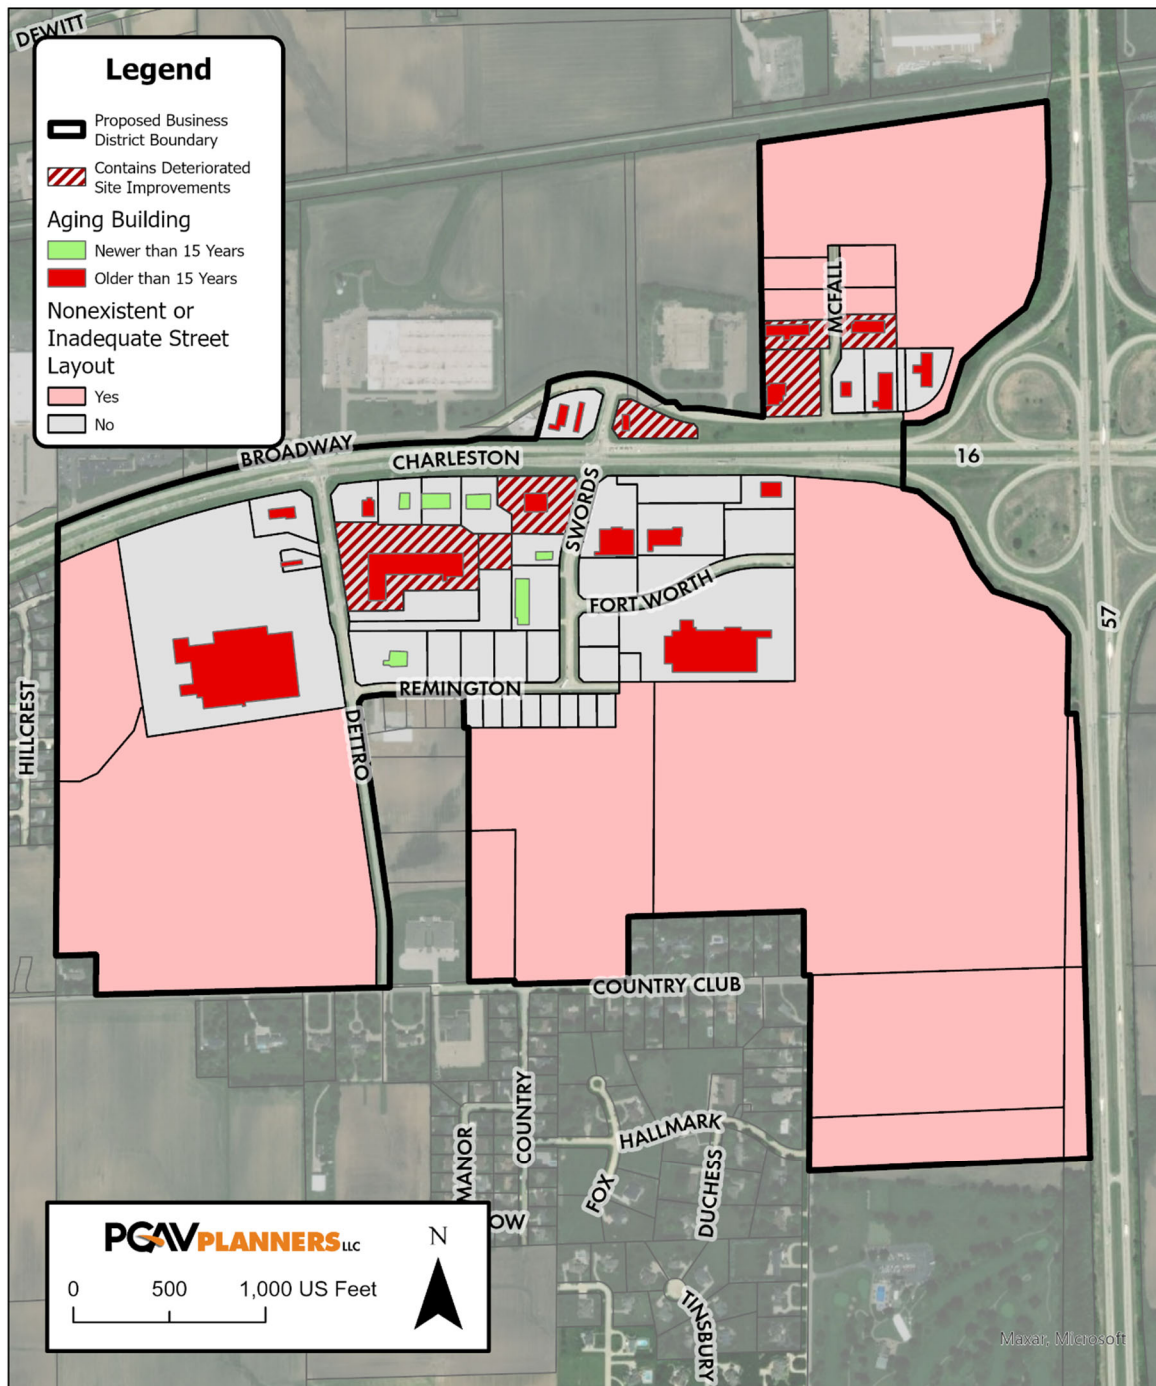 DEWITT
Legend
Proposed Business
District Boundary
Contains Deteriorated
Site Improvements
Aging Building
Newer than 15 Years
Older than 15 Years
Nonexistent or
Inadequate Street
Layout
Yes
No
MCFALL
BROADWAY
CHARLESTON
16
SWORDS
FORT WORTH
57
REMINGTON
HILLCREST
DETTRO
COUNTRY CLUB
COUNTRY
MANOR
HALLMARK
FOX
DUCHESS
OW
TINSBURY
PGAVPLANNERS LLC
N
0 500 1,000 US Feet
Maxar, Microsoft